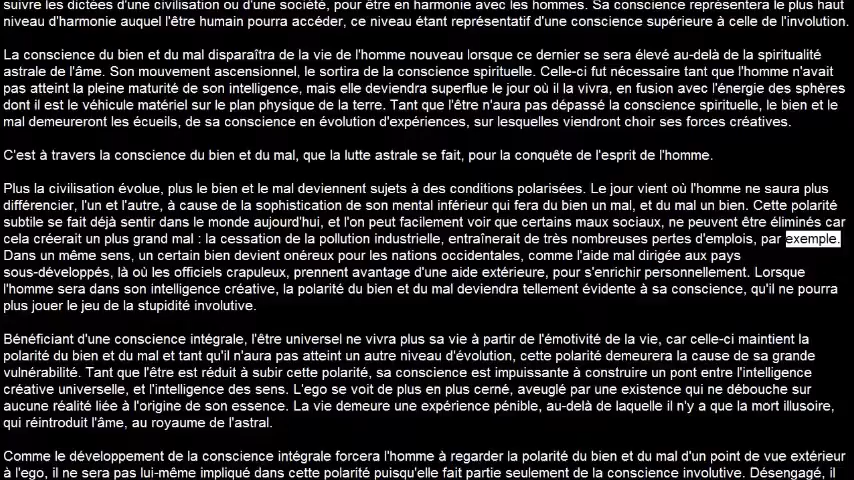 suivre les dictées d'une civilisation ou d'une société, pour être en harmonie avec les hommes. Sa conscience représentera le plus haut
niveau d'harmonie auquel l'être humain pourra accéder, ce niveau étant représentatif d'une conscience supérieure à celle de l'involution.
La conscience du bien et du mal disparaîtra de la vie de l'homme nouveau lorsque ce dernier se sera élevé au-delà de la spiritualité
astrale de l'âme. Son mouvement ascensionnel, le sortira de la conscience spirituelle. Celle-ci fut nécessaire tant que l'homme n'avait
pas atteint la pleine maturité de son intelligence, mais elle deviendra superflue le jour où il la vivra, en fusion avec l'énergie des sphères
dont il est le véhicule matériel sur le plan physique de la terre. Tant que l'être n'aura pas dépassé la conscience spirituelle, le bien et le
mal demeureront les écueils, de sa conscience en évolution d'expériences, sur lesquelles viendront choir ses forces créatives.
C'est à travers la conscience du bien et du mal, que la lutte astrale se fait, pour la conquête de l'esprit de l'homme.
Plus la civilisation évolue, plus le bien et le mal deviennent sujets à des conditions polarisées. Le jour vient où l'homme ne saura plus
différencier, l'un et l'autre, à cause de la sophistication de son mental inférieur qui fera du bien un mal, et du mal un bien. Cette polarité
subtile se fait déjà sentir dans le monde aujourd'hui, et l'on peut facilement voir que certains maux sociaux, ne peuvent être éliminés car
cela créerait un plus grand mal : la cessation de la pollution industrielle, entraînerait de très nombreuses pertes d'emplois, par exemple.
Dans un même sens, un certain bien devient onéreux pour les nations occidentales, comme l'aide mal dirigée aux pays
sous-développés, là où les officiels crapuleux, prennent avantage d'une aide extérieure, pour s'enrichir personnellement. Lorsque
l'homme sera dans son intelligence créative, la polarité du bien et du mal deviendra tellement évidente à sa conscience, qu'il ne pourra
plus jouer le jeu de la stupidité involutive.
Bénéficiant d'une conscience intégrale, l'être universel ne vivra plus sa vie à partir de l'émotivité de la vie, car celle-ci maintient la
polarité du bien et du mal et tant qu'il n'aura pas atteint un autre niveau d'évolution, cette polarité demeurera la cause de sa grande
vulnérabilité. Tant que l'être est réduit à subir cette polarité, sa conscience est impuissante à construire un pont entre l'intelligence
créative universelle, et l'intelligence des sens. L'ego se voit de plus en plus cerné, aveuglé par une existence qui ne débouche sur
aucune réalité liée à l'origine de son essence. La vie demeure une expérience pénible, au-delà de laquelle il n'y a que la mort illusoire,
qui réintroduit l'âme, au royaume de l'astral.
Comme le développement de la conscience intégrale forcera l'homme à regarder la polarité du bien et du mal d'un point de vue extérieur
à l'ego, il ne sera pas lui-même impliqué dans cette polarité puisqu'elle fait partie seulement de la conscience involutive. Désengagé, il